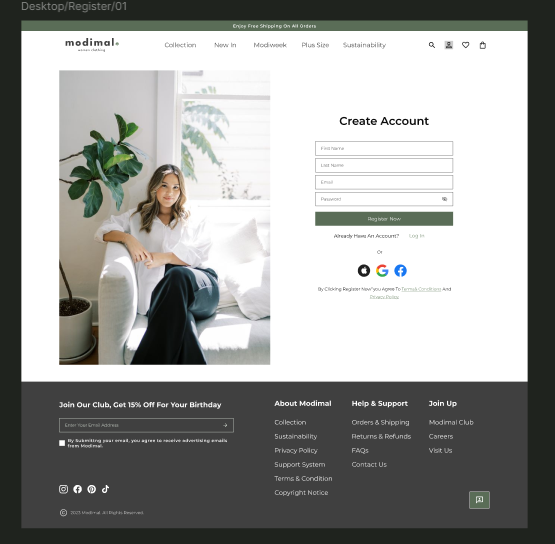 Desktop/Register/01
Enjoy Free Shipping On All Orders
modimal
women clothing
Collection New In Modiweek Plus Size Sustainability
Create Account
First Name
Last Name
Email
Password
Register Now
Already Have An Account? Log In
Or
By Clicking Register Now" you Agree To Terms & Conditions And
Privacy Policy.
Join Our Club, Get 15% Off For Your Birthday
Enter Your Email Address
By Submitting your email, you agree to receive advertising emails
from Modimal.
© 2023 Modimal. All Rights Reserved.
About Modimal
Collection
Sustainability
Privacy Policy
Support System
Terms & Condition
Copyright Notice
Help & Support
Orders & Shipping
Returns & Refunds
FAQs
Contact Us
Join Up
Modimal Club
Careers
Visit Us